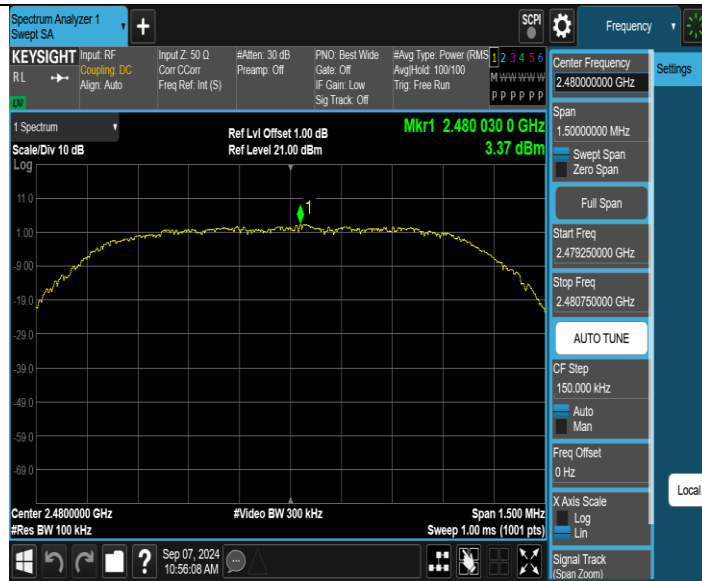 Spectrum Analyzer 1
Swept SA
SCPI
Frequency
KEYSIGHT
RL
Input: RF
Coupling: DC
Align: Auto
Input Z: 50 Ω
Corr CCorr
Freq Ref: Int (S)
#Atten: 30 dB
Preamp: Off
PNO: Best Wide
Gate: Off
IF Gain: Low
Sig Track: Off
#Avg Type: Power (RMS
Avg|Hold: 100/100
Trig: Free Run
1 2 3 4 5 6
M W W W W W
P P P P P P
LXI
1 Spectrum
Scale/Div 10 dB
Log
Ref Lvl Offset 1.00 dB
Ref Level 21.00 dBm
Mkr1 2.480 030 0 GHz
3.37 dBm
1
11.0
1.00
-9.00
-19.0
-29.0
-39.0
-49.0
-59.0
-69.0
Center 2.4800000 GHz
#Res BW 100 kHz
#Video BW 300 kHz
Span 1.500 MHz
Sweep 1.00 ms (1001 pts)
?
Sep 07, 2024
10:56:08 AM
Center Frequency
2.480000000 GHz
Span
1.50000000 MHz
Swept Span
Zero Span
Full Span
Start Freq
2.479250000 GHz
Stop Freq
2.480750000 GHz
AUTO TUNE
CF Step
150.000 kHz
Auto
Man
Freq Offset
0 Hz
X Axis Scale
Log
Lin
Signal Track
(Span Zoom)
Settings
Local